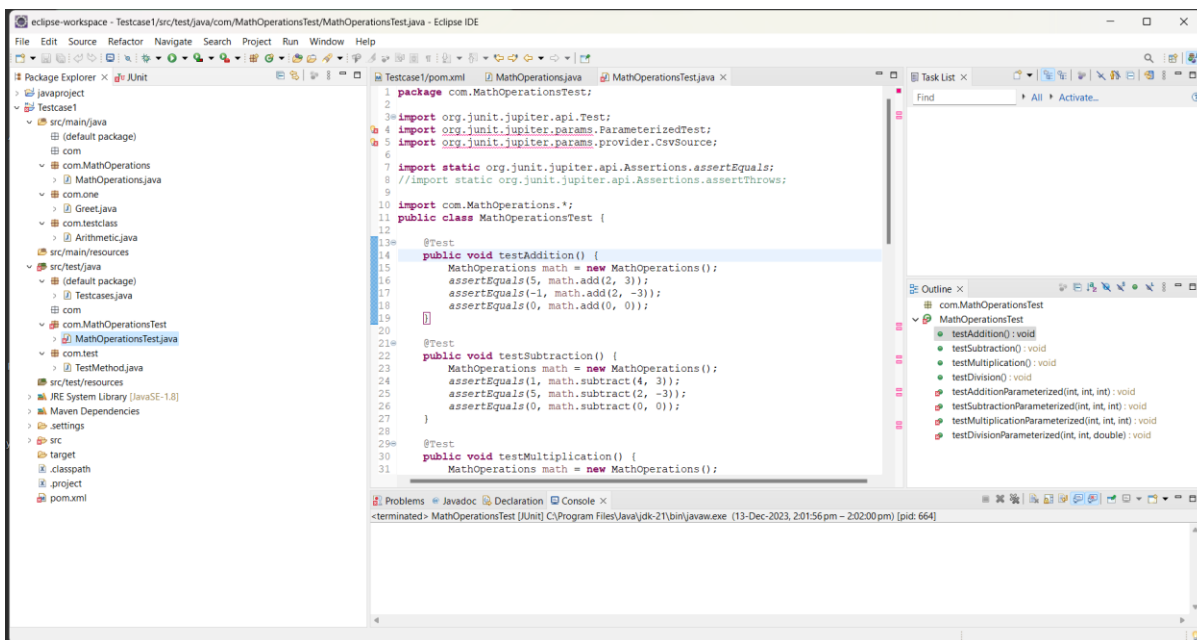 eclipse-workspace - Testcase1/src/test/java/com/MathOperationsTest/MathOperationsTest.java - Eclipse IDE
File Edit Source Refactor Navigate Search Project Run Window Help
Package Explorer JUnit
javaproject
Testcase1
src/main/java
(default package)
com
com.MathOperations
MathOperations.java
com.one
Greet.java
com.testclass
Arithmetic.java
src/main/resources
src/test/java
(default package)
Testcases.java
com
com.MathOperationsTest
MathOperationsTest.java
com.test
TestMethod.java
src/test/resources
JRE System Library [JavaSE-1.8]
Maven Dependencies
.settings
src
target
.classpath
.project
pom.xml
Testcase1/pom.xml MathOperations.java MathOperationsTest.java
1 package com.MathOperationsTest;
2
3 import org.junit.jupiter.api.Test;
4 import org.junit.jupiter.params.ParameterizedTest;
5 import org.junit.jupiter.params.provider.CsvSource;
6
7 import static org.junit.jupiter.api.Assertions.assertEquals;
8 //import static org.junit.jupiter.api.Assertions.assertThrows;
9
10 import com.MathOperations.*;
11 public class MathOperationsTest {
12
13 @Test
14 public void testAddition() {
15 MathOperations math = new MathOperations();
16 assertEquals(5, math.add(2, 3));
17 assertEquals(-1, math.add(2, -3));
18 assertEquals(0, math.add(0, 0));
19 }
20
21 @Test
22 public void testSubtraction() {
23 MathOperations math = new MathOperations();
24 assertEquals(1, math.subtract(4, 3));
25 assertEquals(5, math.subtract(2, -3));
26 assertEquals(0, math.subtract(0, 0));
27 }
28
29 @Test
30 public void testMultiplication() {
31 MathOperations math = new MathOperations();
Task List
Find All Activate...
Outline
com.MathOperationsTest
MathOperationsTest
testAddition() : void
testSubtraction() : void
testMultiplication() : void
testDivision() : void
testAdditionParameterized(int, int, int) : void
testSubtractionParameterized(int, int, int) : void
testMultiplicationParameterized(int, int, int) : void
testDivisionParameterized(int, int, double) : void
Problems Javadoc Declaration Console
<terminated> MathOperationsTest [JUnit] C:\Program Files\Java\jdk-21\bin\javaw.exe (13-Dec-2023, 2:01:56 pm – 2:02:00 pm) [pid: 664]